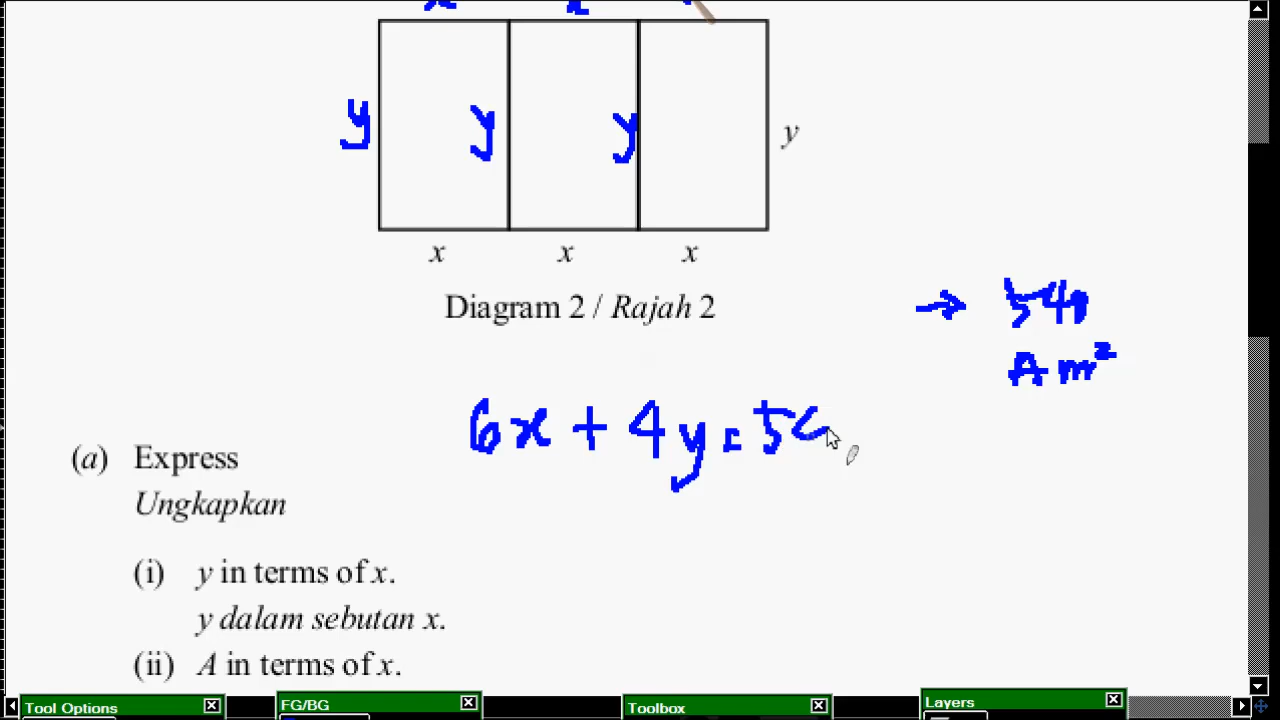 x x
y y y y
x x x
Diagram 2 / Rajah 2
→ 540
A m²
6x + 4y = 54
(a) Express
Ungkapkan
(i) y in terms of x.
y dalam sebutan x.
(ii) A in terms of x.
Tool Options FG/BG Toolbox Layers